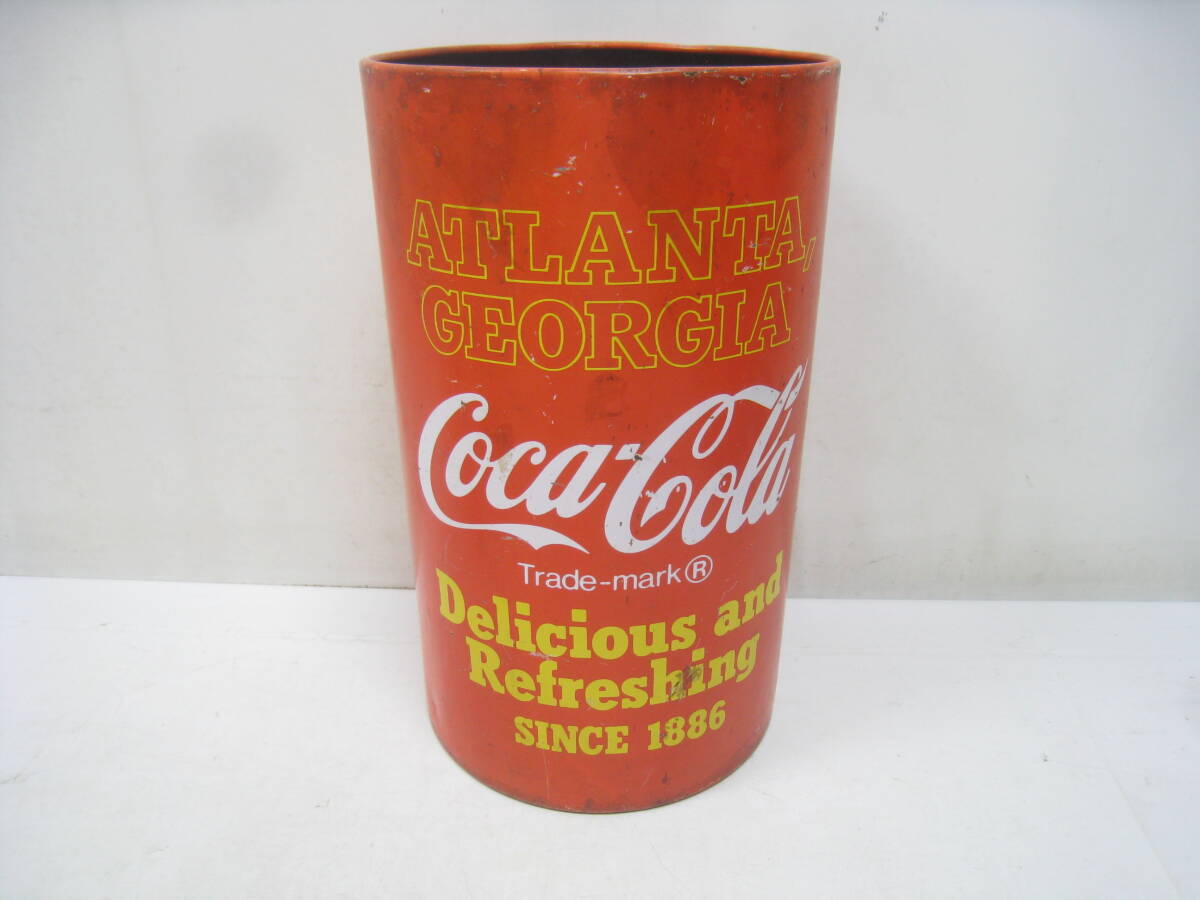 ATLANTA,
GEORGIA
Coca-Cola
Trade-mark®
Delicious and
Refreshing
SINCE 1886